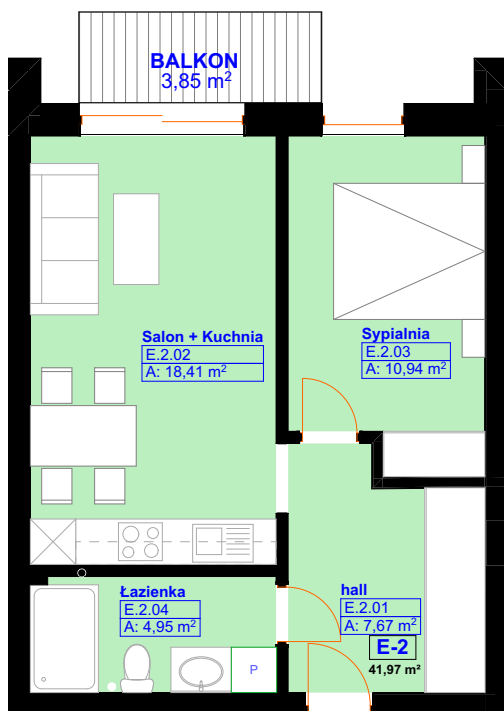 BALKON
3,85 m²
Salon + Kuchnia
E.2.02
A: 18,41 m²
Sypialnia
E.2.03
A: 10,94 m²
Łazienka
E.2.04
A: 4,95 m²
hall
E.2.01
A: 7,67 m²
E-2
41,97 m²
P